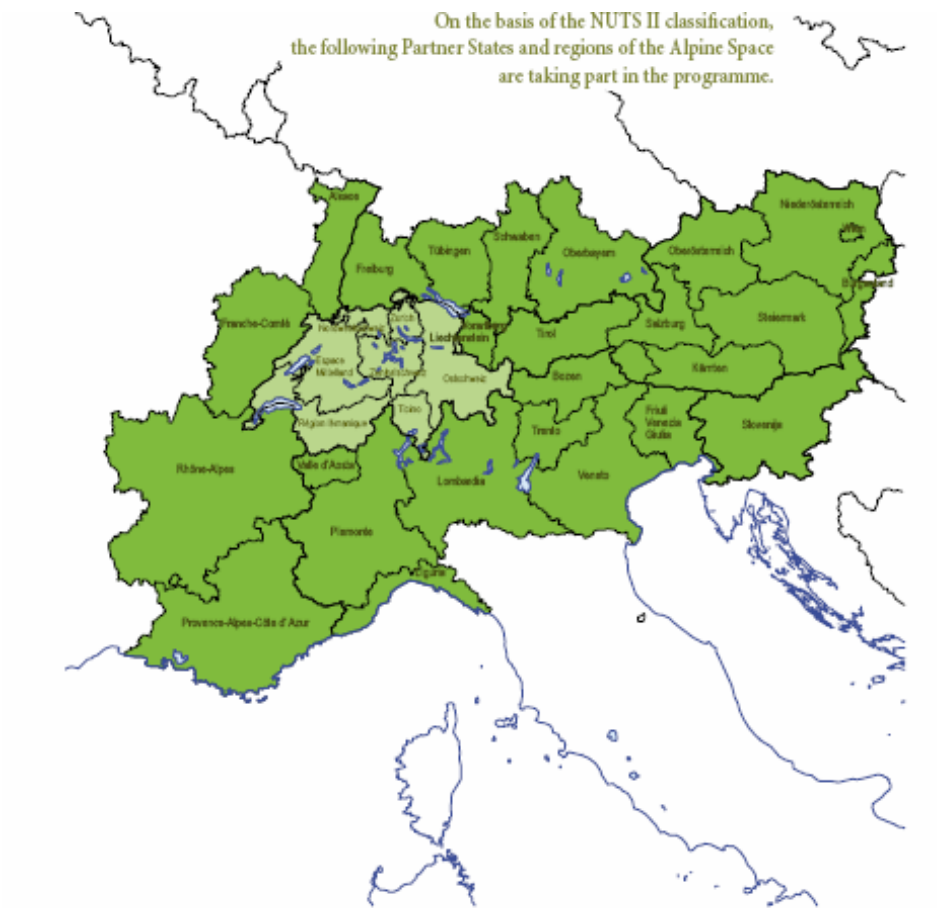 On the basis of the NUTS II classification,
the following Partner States and regions of the Alpine Space
are taking part in the programme.
Niederösterreich
Alsace
Wien
Schwaben
Tübingen
Oberbayern
Oberösterreich
Freiburg
Burgenland
Franche-Comté
Zürich
Salzburg
Steiermark
Tirol
Liechtenstein
Espace
Mittelland
Kärnten
Bozen
Ostschweiz
Ticino
Friuli
Venezia
Giulia
Région lémanique
Slovenija
Trento
Valle d'Aosta
Rhône-Alpes
Veneto
Lombardia
Piemonte
Liguria
Provence-Alpes-Côte d'Azur